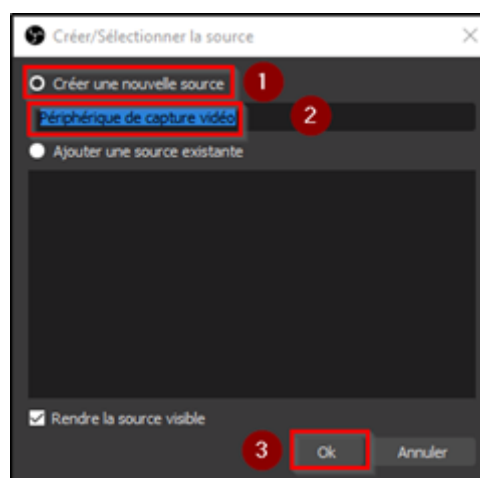 Créer/Sélectionner la source
Créer une nouvelle source 1
Périphérique de capture vidéo 2
Ajouter une source existante
Rendre la source visible
3 Ok Annuler